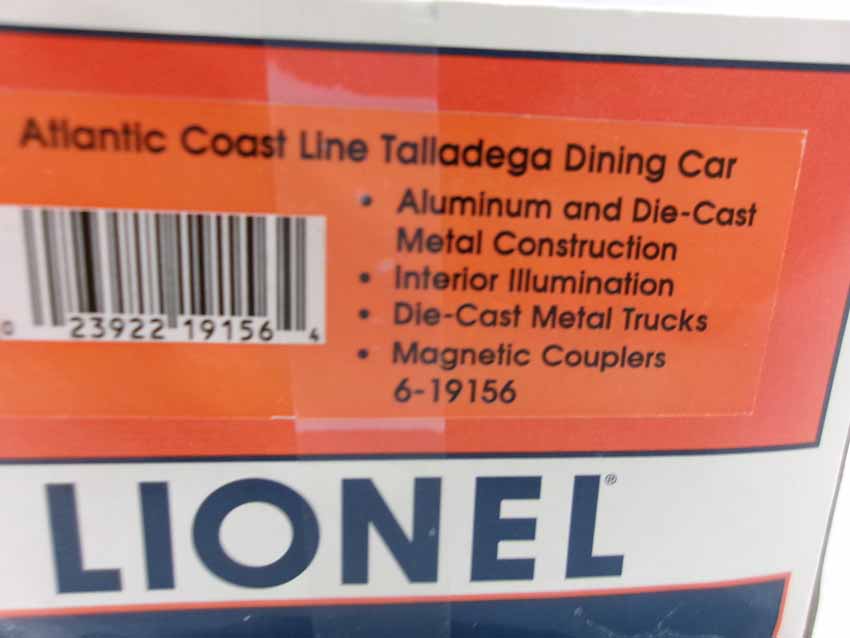 Atlantic Coast Line Talladega Dining Car
• Aluminum and Die-Cast
Metal Construction
• Interior Illumination
• Die-Cast Metal Trucks
• Magnetic Couplers
6-19156
0 23922 19156 4
LIONEL®